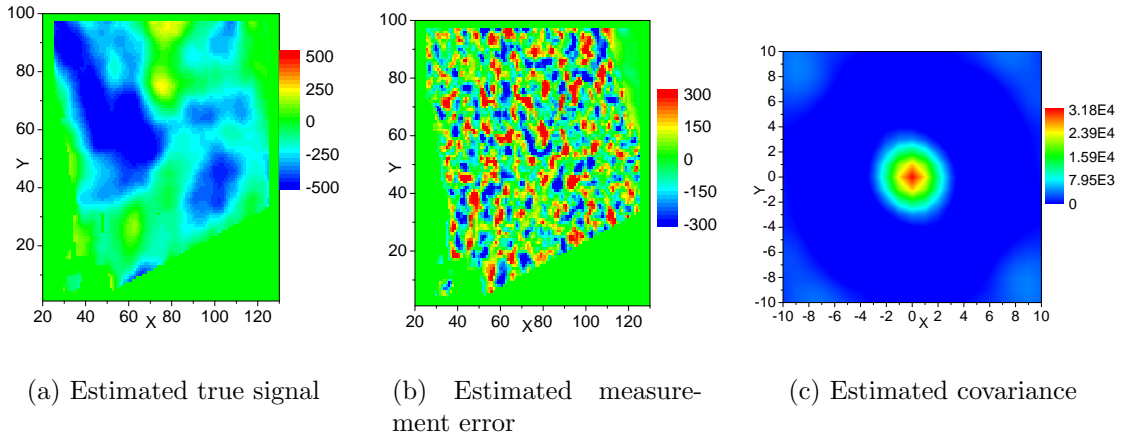 100
80
60
40
20
Y
20 40 60 80 100 120
X
500
250
0
-250
-500
100
80
60
40
20
Y
20 40 60 80 100 120
X
300
150
0
-150
-300
10
8
6
4
2
0
-2
-4
-6
-8
-10
Y
-10 -8 -6 -4 -2 0 2 4 6 8 10
X
3.18E4
2.39E4
1.59E4
7.95E3
0
(a) Estimated true signal
(b) Estimated measure-
ment error
(c) Estimated covariance